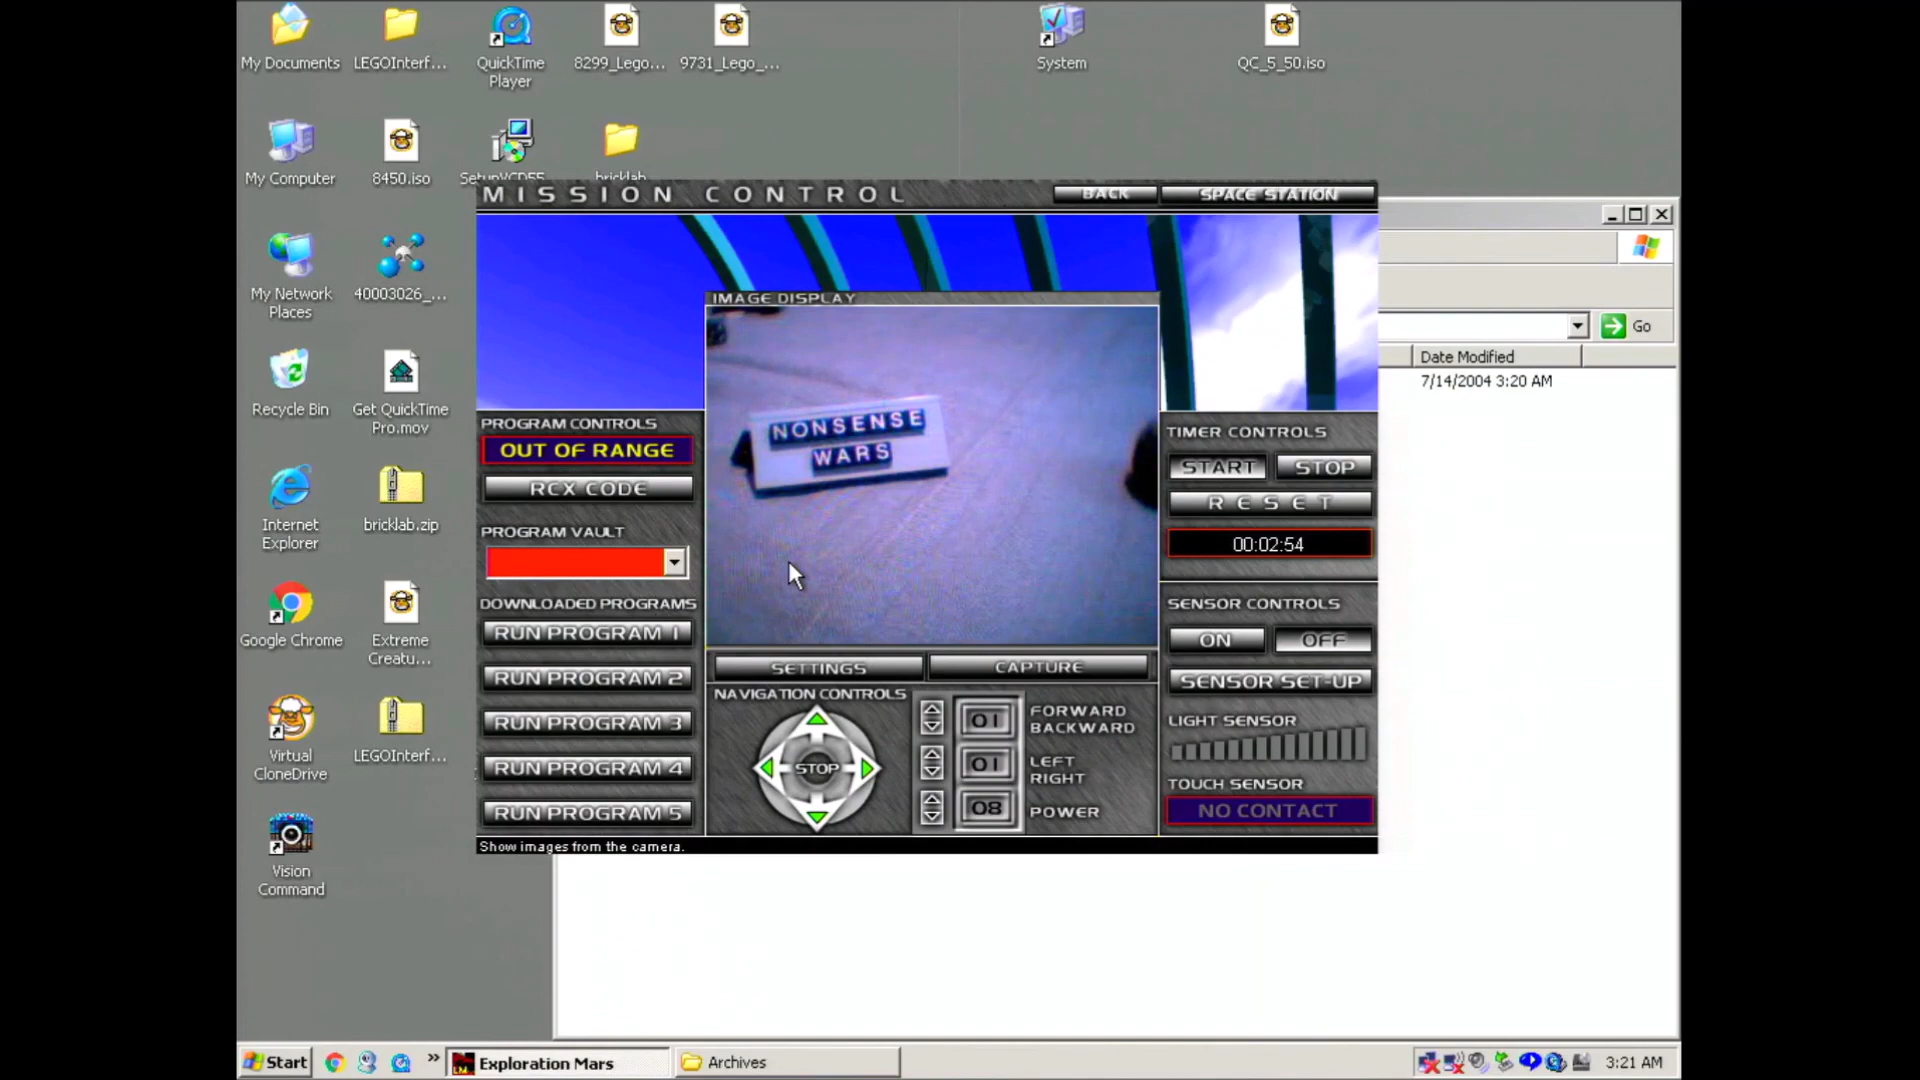 My Documents
LEGOInterf...
QuickTime
Player
8299_Lego...
9731_Lego_...
System
QC_5_50.iso
My Computer
8450.iso
SetupVCD55
bricklab
MISSION CONTROL
BACK
SPACE STATION
My Network
Places
40003026_...
IMAGE DISPLAY
Go
Date Modified
7/14/2004 3:20 AM
Recycle Bin
Get QuickTime
Pro.mov
NONSENSE
WARS
PROGRAM CONTROLS
OUT OF RANGE
RCX CODE
PROGRAM VAULT
DOWNLOADED PROGRAMS
RUN PROGRAM 1
RUN PROGRAM 2
RUN PROGRAM 3
RUN PROGRAM 4
RUN PROGRAM 5
TIMER CONTROLS
START
STOP
RESET
00:02:54
SENSOR CONTROLS
ON
OFF
SENSOR SET-UP
LIGHT SENSOR
TOUCH SENSOR
NO CONTACT
Internet
Explorer
bricklab.zip
Google Chrome
Extreme
Creatu...
SETTINGS
CAPTURE
NAVIGATION CONTROLS
STOP
01
FORWARD
BACKWARD
01
LEFT
RIGHT
08
POWER
Virtual
CloneDrive
LEGOInterf...
Show images from the camera.
Vision
Command
Start
Exploration Mars
Archives
3:21 AM